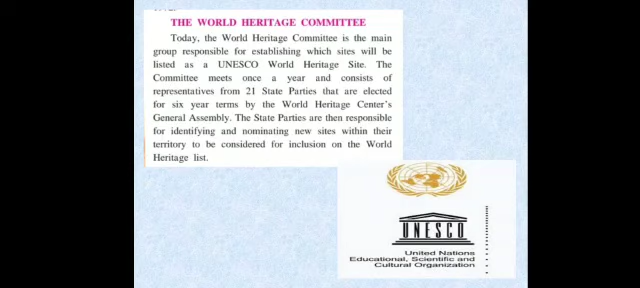 THE WORLD HERITAGE COMMITTEE
Today, the World Heritage Committee is the main
group responsible for establishing which sites will be
listed as a UNESCO World Heritage Site. The
Committee meets once a year and consists of
representatives from 21 State Parties that are elected
for six year terms by the World Heritage Center's
General Assembly. The State Parties are then responsible
for identifying and nominating new sites within their
territory to be considered for inclusion on the World
Heritage list.
UNESCO
United Nations
Educational, Scientific and
Cultural Organization